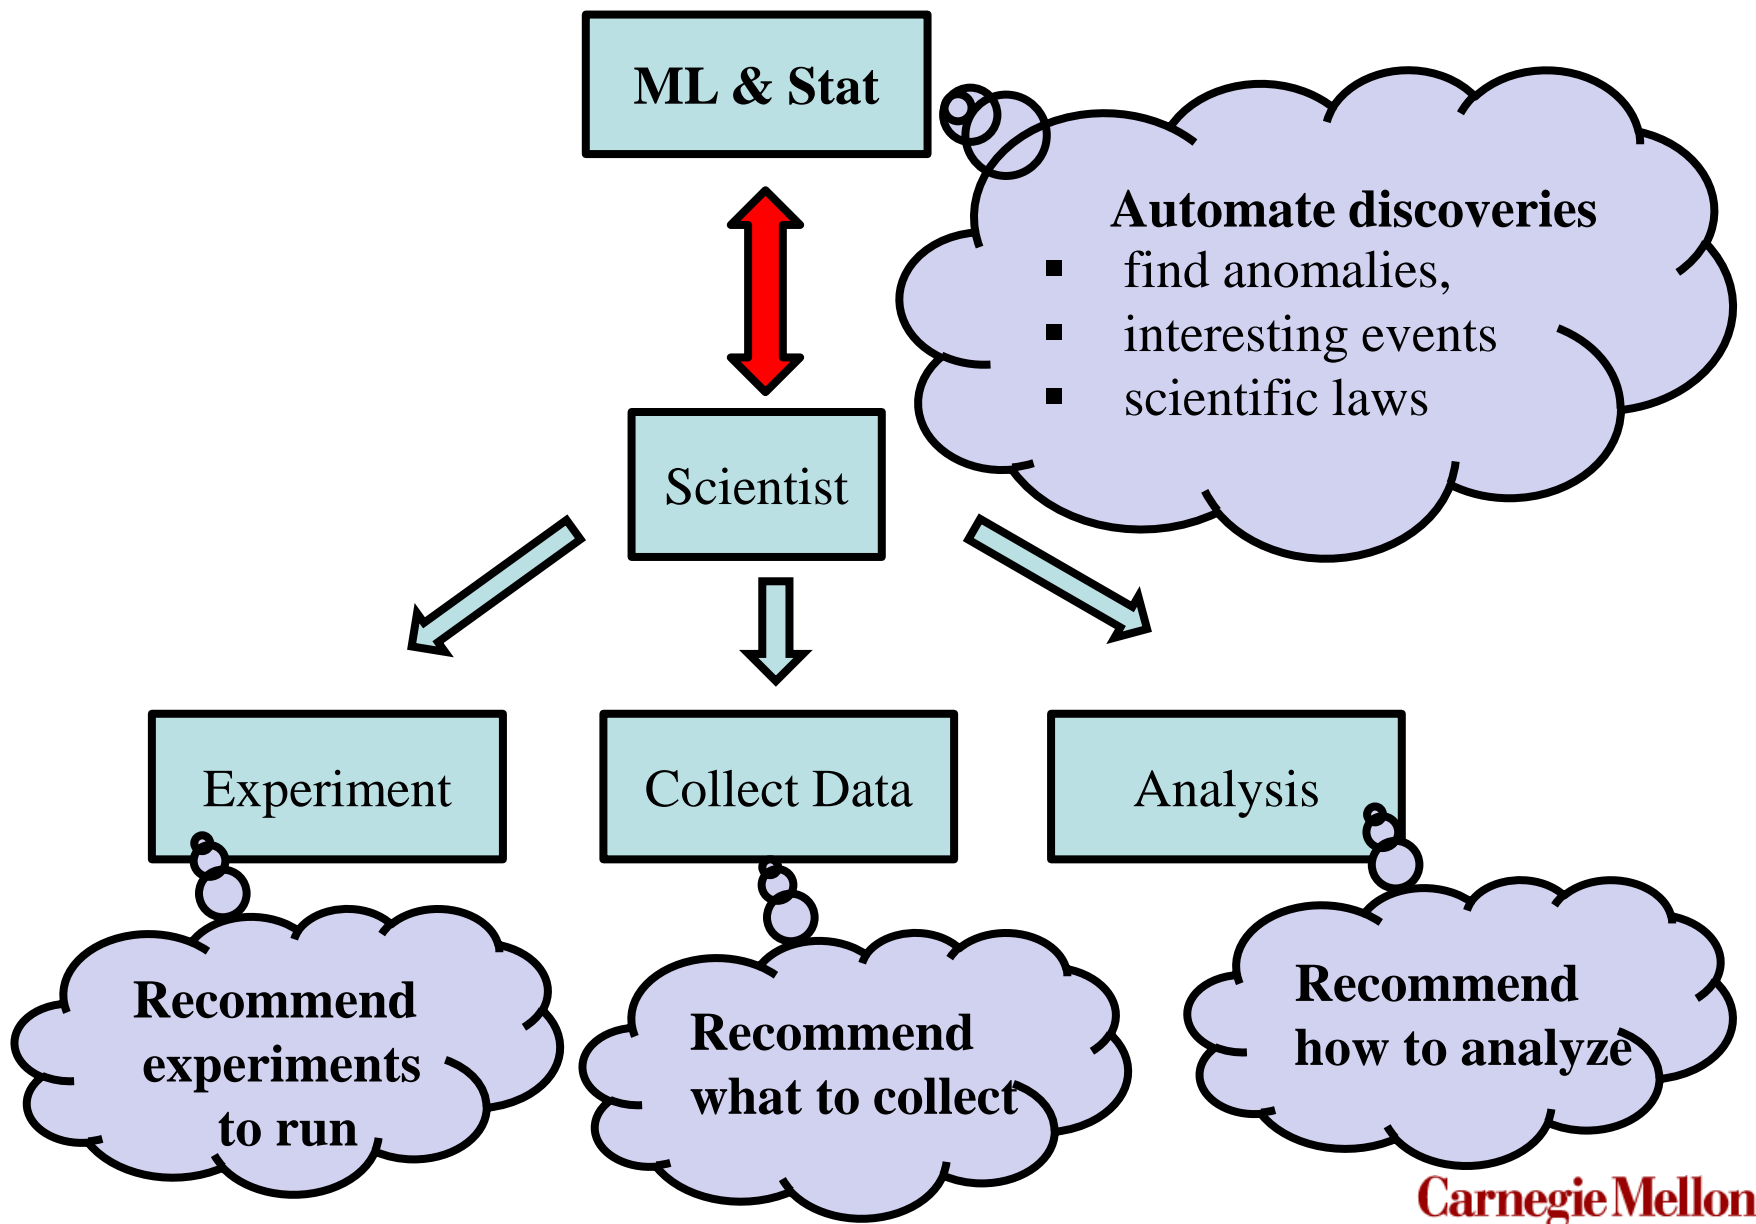 ML & Stat
Automate discoveries
▪ find anomalies,
▪ interesting events
▪ scientific laws
Scientist
Experiment
Collect Data
Analysis
Recommend
experiments
to run
Recommend
what to collect
Recommend
how to analyze
Carnegie Mellon